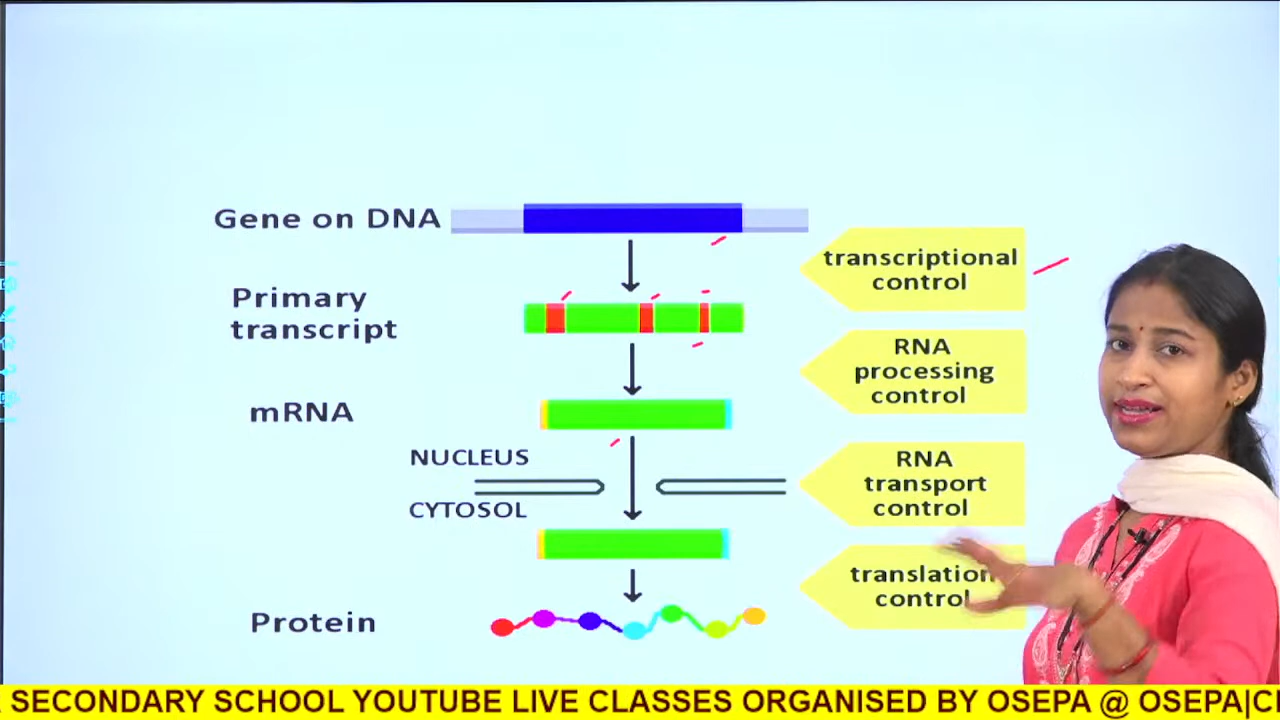 Gene on DNA
transcriptional
control
Primary
transcript
RNA
processing
control
mRNA
NUCLEUS
CYTOSOL
RNA
transport
control
translation
control
Protein
SECONDARY SCHOOL YOUTUBE LIVE CLASSES ORGANISED BY OSEPA @ OSEPA|